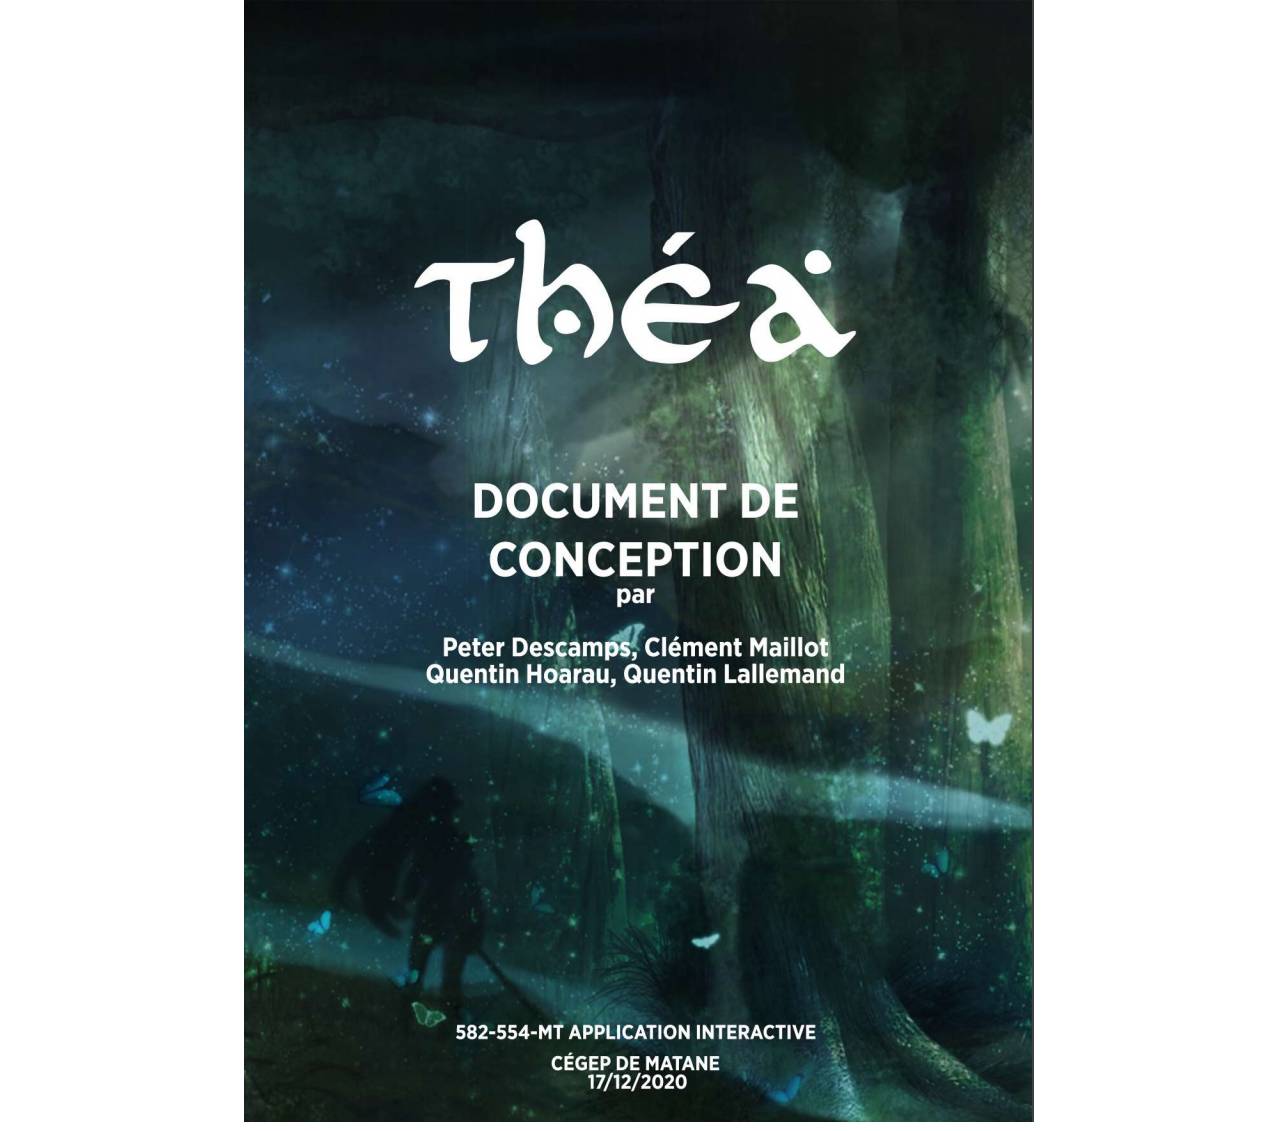 Théa
DOCUMENT DE
CONCEPTION
par
Peter Descamps, Clément Maillot
Quentin Hoarau, Quentin Lallemand
582-554-MT APPLICATION INTERACTIVE
CÉGEP DE MATANE
17/12/2020